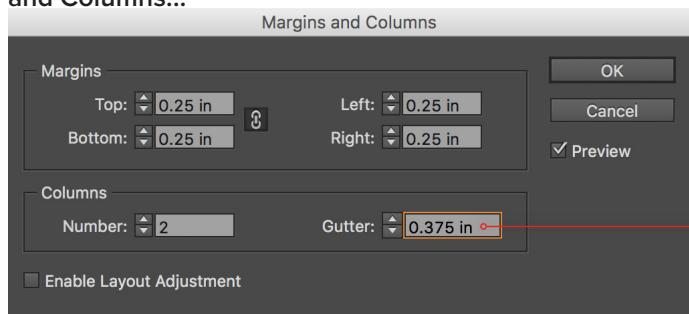 and Columns...
Margins and Columns
Margins
OK
Top: 0.25 in Left: 0.25 in
Cancel
Bottom: 0.25 in Right: 0.25 in
Preview
Columns
Number: 2 Gutter: 0.375 in
Enable Layout Adjustment